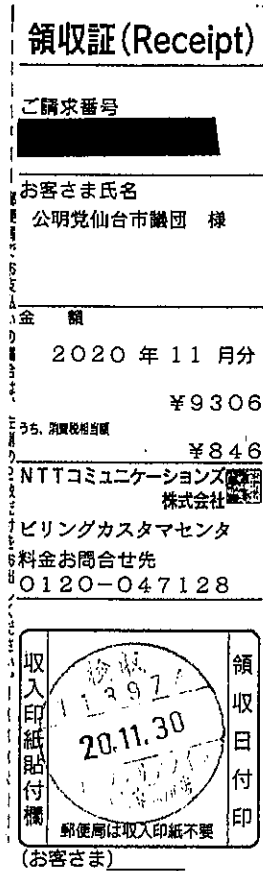 領収証(Receipt)
ご請求番号
お客さま氏名
公明党仙台市議団 様
金 額
2020 年 11 月分
¥9306
うち、消費税相当額
¥846
NTTコミュニケーションズ
株式会社
ビリングカスタマセンタ
料金お問合せ先
0120-047128
収入印紙貼付欄
20.11.30
領収日付印
郵便局は収入印紙不要
(お客さま)